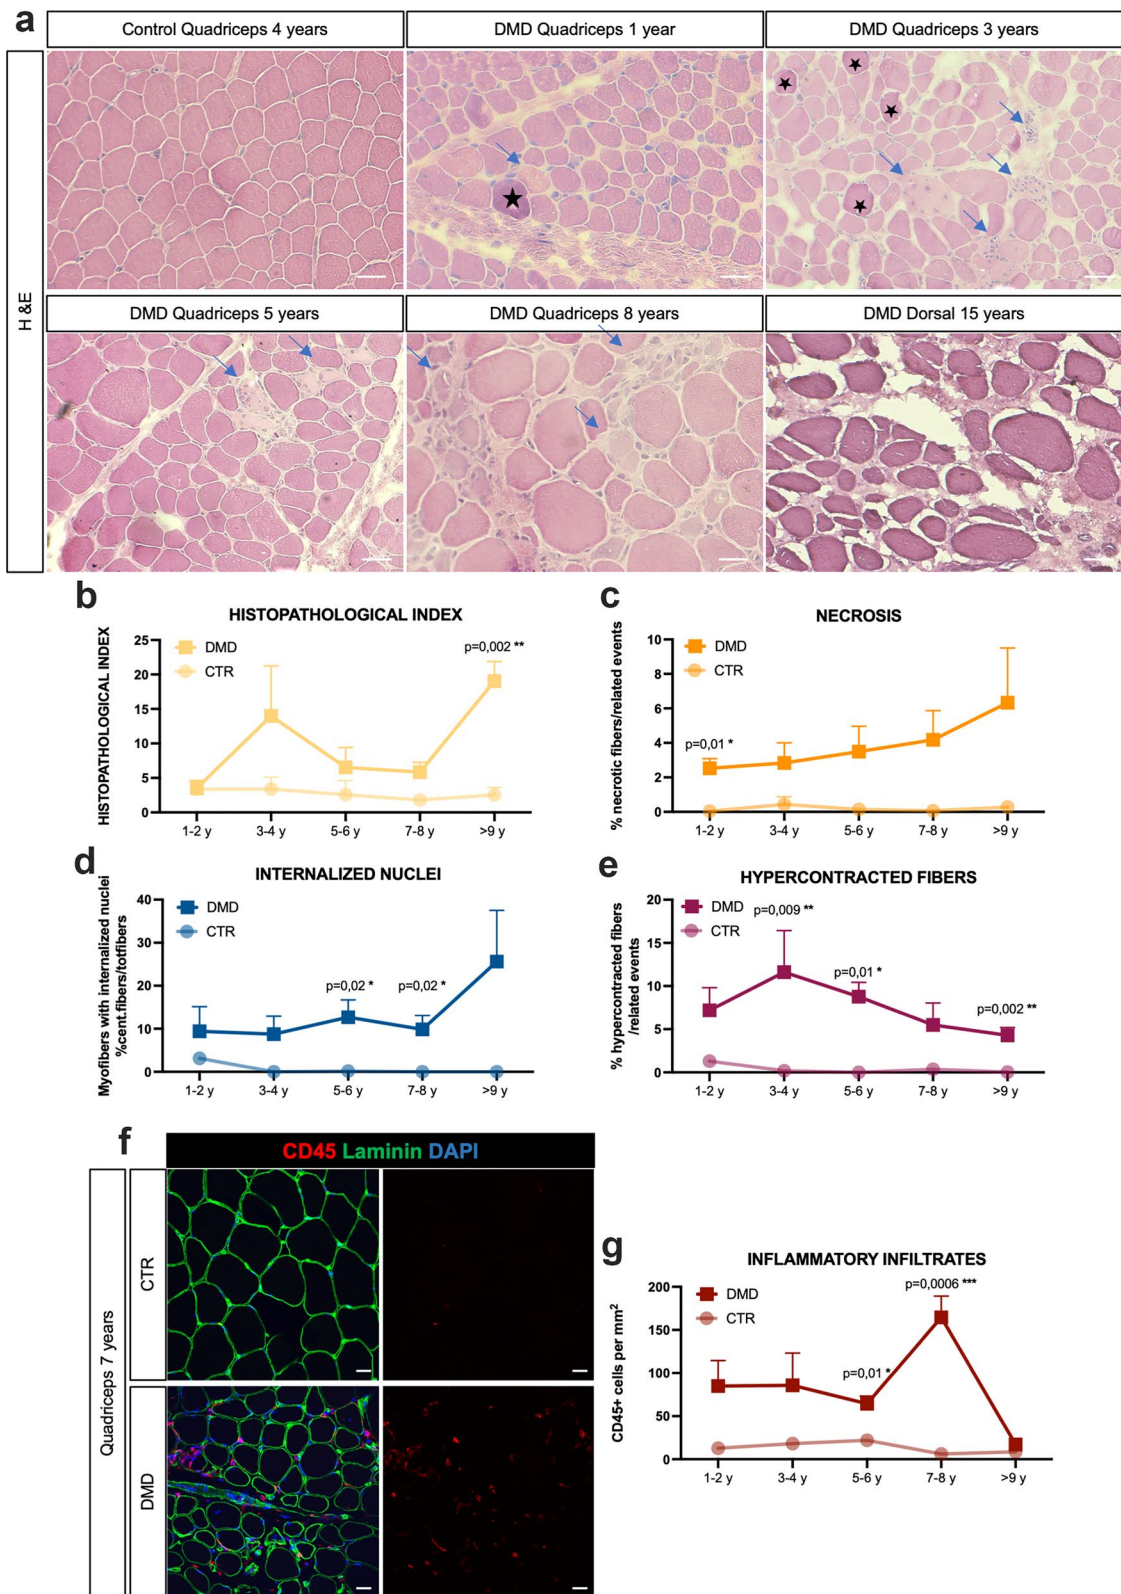 a
Control Quadriceps 4 years
DMD Quadriceps 1 year
DMD Quadriceps 3 years
H &E
DMD Quadriceps 5 years
DMD Quadriceps 8 years
DMD Dorsal 15 years
b
HISTOPATHOLOGICAL INDEX
HISTOPATHOLOGICAL INDEX
25
20
15
10
5
0
DMD
CTR
p=0,002 **
1-2 y
3-4 y
5-6 y
7-8 y
>9 y
c
NECROSIS
% necrotic fibers/related events
10
8
6
4
2
0
DMD
CTR
p=0,01 *
1-2 y
3-4 y
5-6 y
7-8 y
>9 y
d
INTERNALIZED NUCLEI
Myofibers with internalized nuclei
%cent.fibers/totfibers
40
30
20
10
0
DMD
CTR
p=0,02 *
p=0,02 *
1-2 y
3-4 y
5-6 y
7-8 y
>9 y
e
HYPERCONTRACTED FIBERS
% hypercontracted fibers
/related events
20
15
10
5
0
DMD
CTR
p=0,009 **
p=0,01 *
p=0,002 **
1-2 y
3-4 y
5-6 y
7-8 y
>9 y
f
CD45 Laminin DAPI
Quadriceps 7 years
CTR
DMD
g
INFLAMMATORY INFILTRATES
CD45+ cells per mm²
200
150
100
50
0
DMD
CTR
p=0,01 *
p=0,0006 ***
1-2 y
3-4 y
5-6 y
7-8 y
>9 y